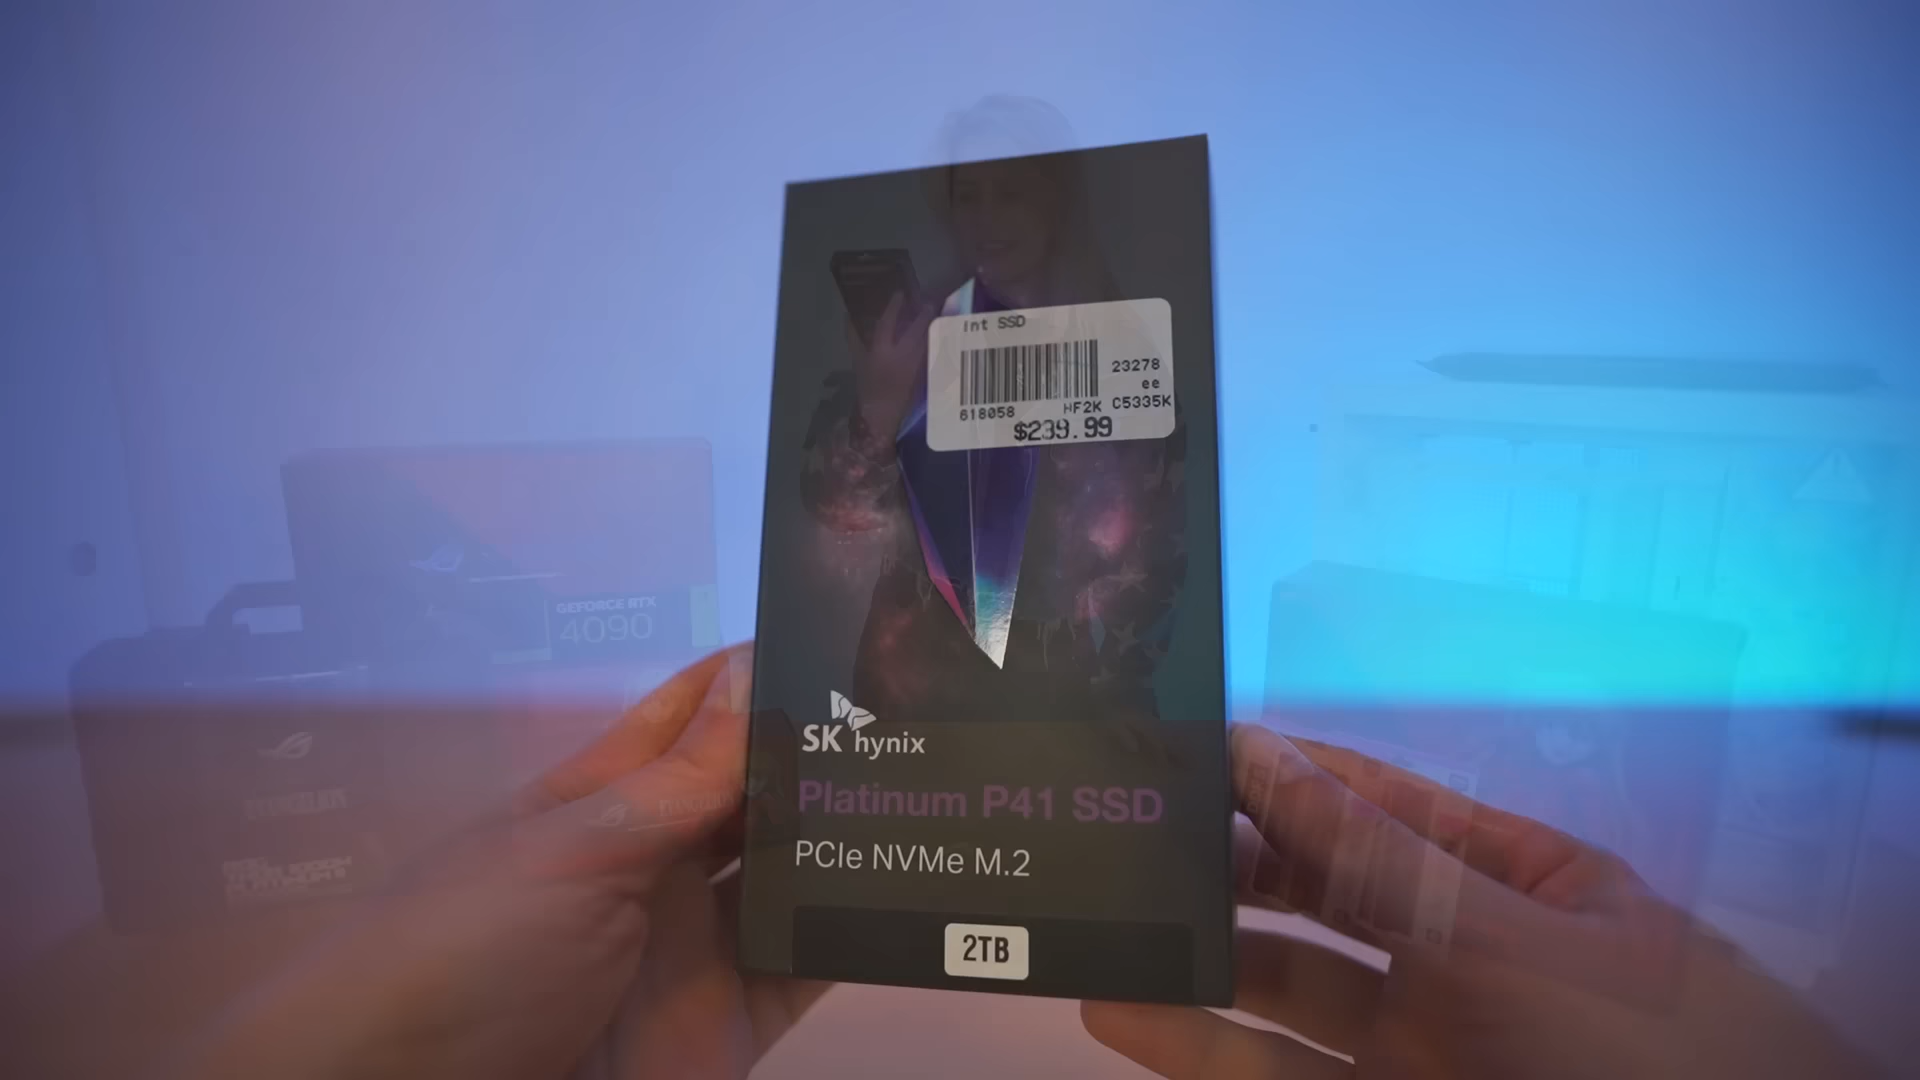 int SSD
23278
ee
618058 HF2K C5335K
$239.99
GEFORCE RTX
4090
SK hynix
Platinum P41 SSD
PCIe NVMe M.2
2TB